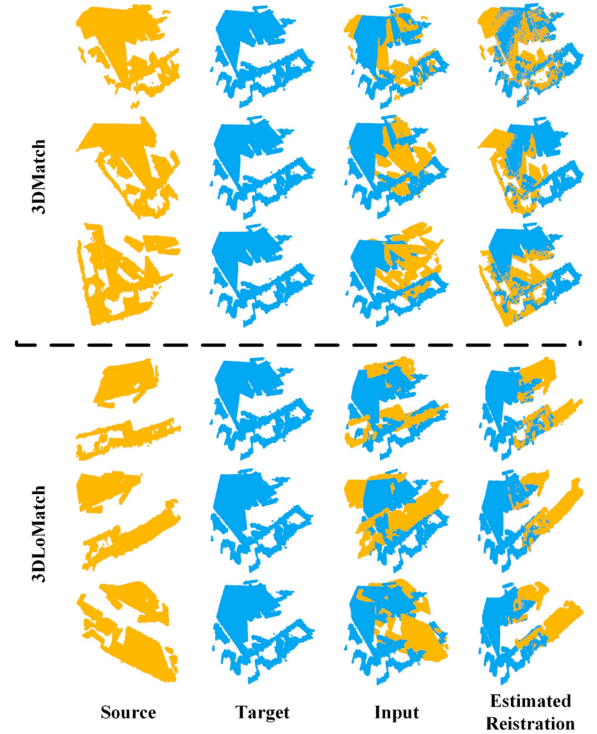 3DMatch
3DLoMatch
Source
Target
Input
Estimated
Reistration